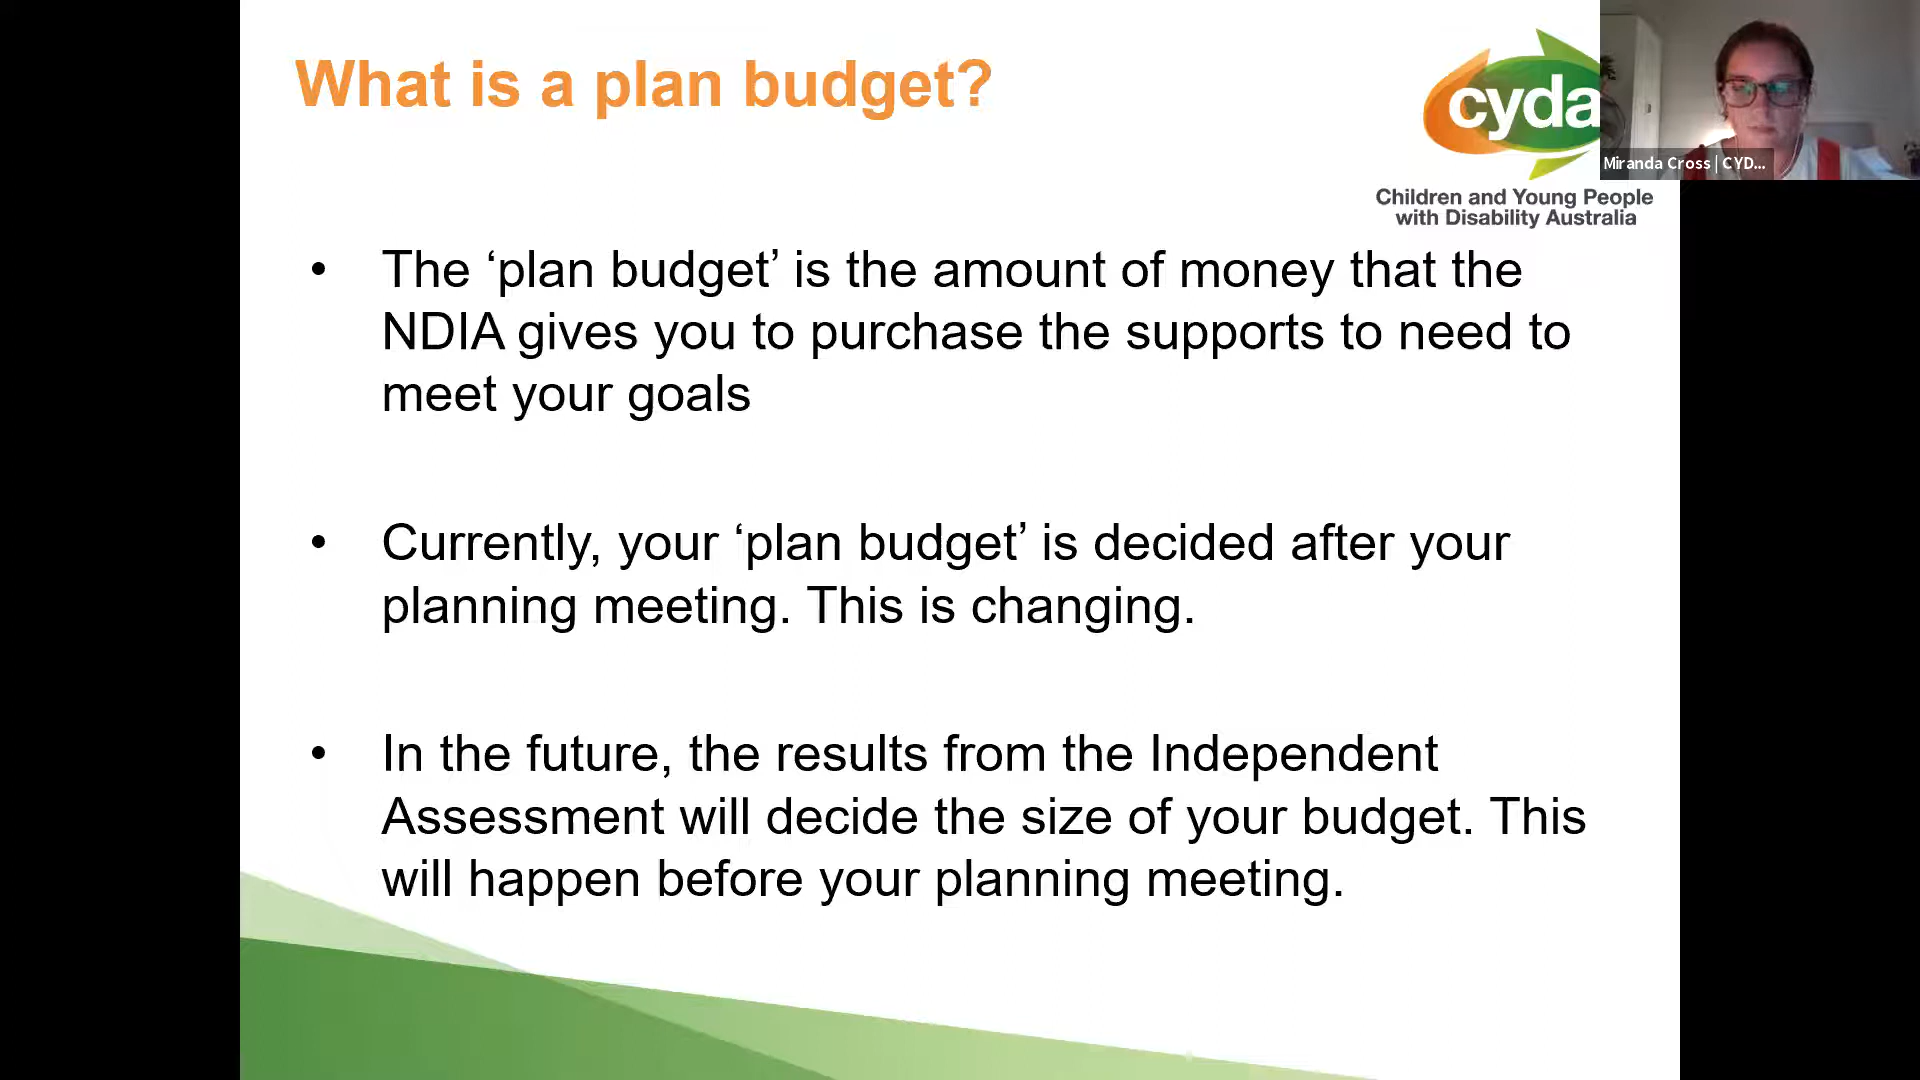 What is a plan budget?
cyda
Miranda Cross | CYD...
Children and Young People
with Disability Australia
• The ‘plan budget’ is the amount of money that the
NDIA gives you to purchase the supports to need to
meet your goals
• Currently, your ‘plan budget’ is decided after your
planning meeting. This is changing.
• In the future, the results from the Independent
Assessment will decide the size of your budget. This
will happen before your planning meeting.